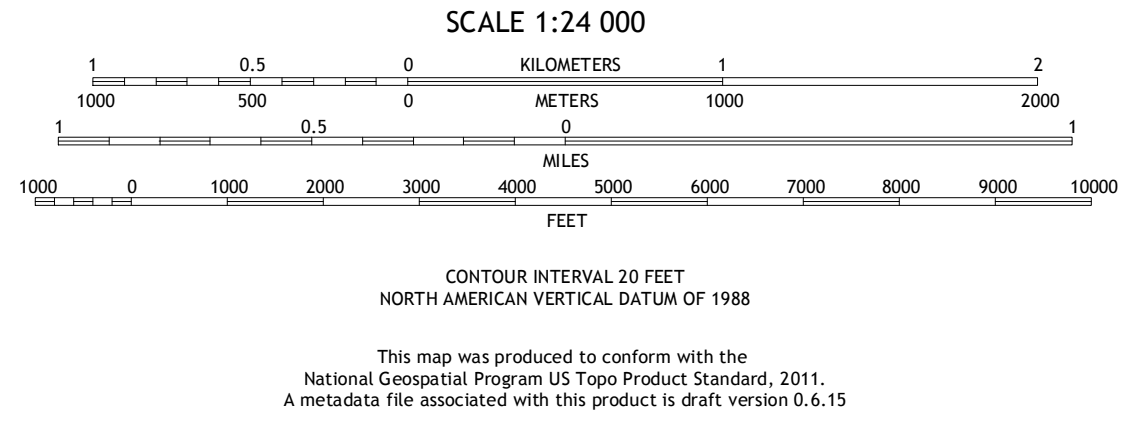 SCALE 1:24 000
1 0.5 0 KILOMETERS 1 2
1000 500 0 METERS 1000 2000
1 0.5 0 1
MILES
1000 0 1000 2000 3000 4000 5000 6000 7000 8000 9000 10000
FEET
CONTOUR INTERVAL 20 FEET
NORTH AMERICAN VERTICAL DATUM OF 1988
This map was produced to conform with the
National Geospatial Program US Topo Product Standard, 2011.
A metadata file associated with this product is draft version 0.6.15